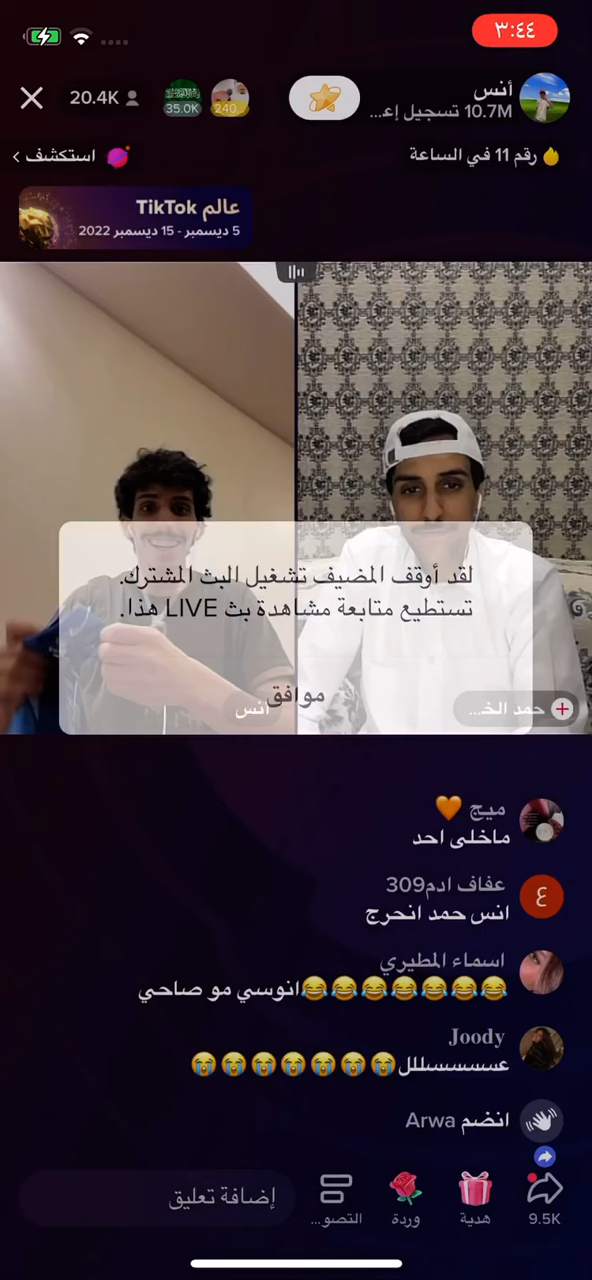 ٣:٤٤
أنس
10.7M تسجيل إع...
240...
35.0K
20.4K
رقم 11 في الساعة
استكشف
عالم TikTok
5 ديسمبر - 15 ديسمبر 2022
لقد أوقف المضيف تشغيل البث المشترك.
تستطيع متابعة مشاهدة بث LIVE هذا.
موافق
حمد الخـ...
أنس
ميج 🧡
ماخلى احد
ع
عفاف ادم309
انس حمد انحرج
اسماء المطيري
😂😂😂😂😂😂😂انوسي مو صاحي
Joody
عسسسسسللل😭😭😭😭😭😭😭
Arwa انضم
إضافة تعليق
التصو...
وردة
هدية
9.5K